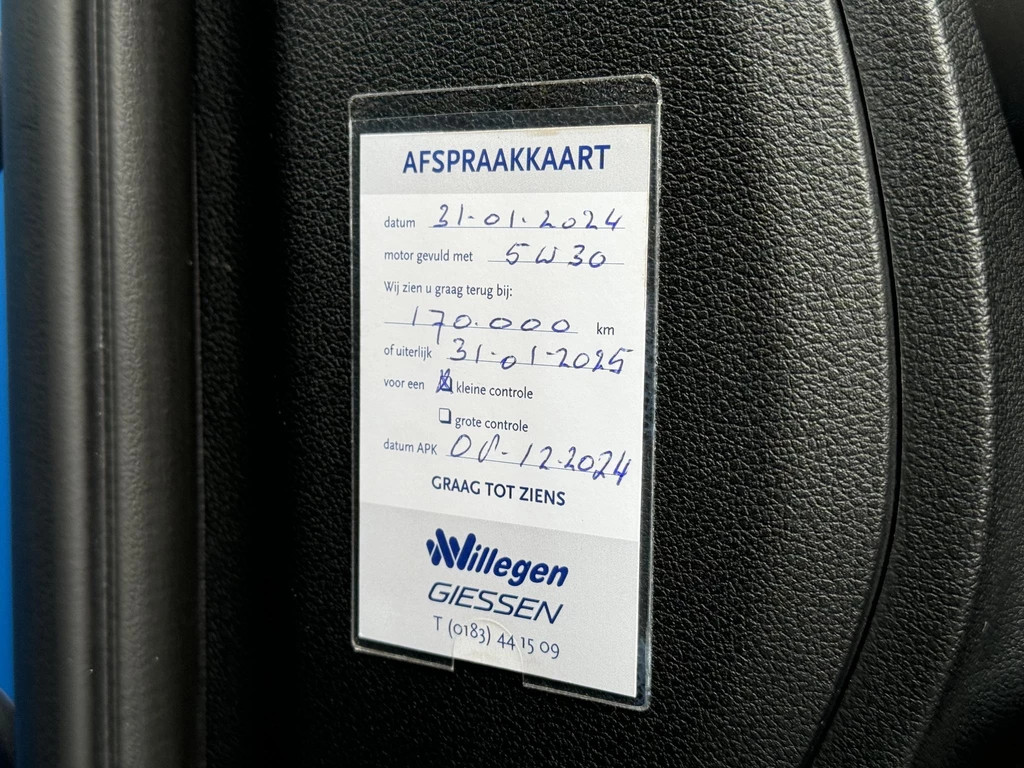 AFSPRAAKKAART
datum 31-01-2024
motor gevuld met 5W30
Wij zien u graag terug bij:
170.000 km
of uiterlijk 31-01-2025
voor een ☒ kleine controle
☐ grote controle
datum APK 08-12-2024
GRAAG TOT ZIENS
Willegen
GIESSEN
T (0183) 44 15 09